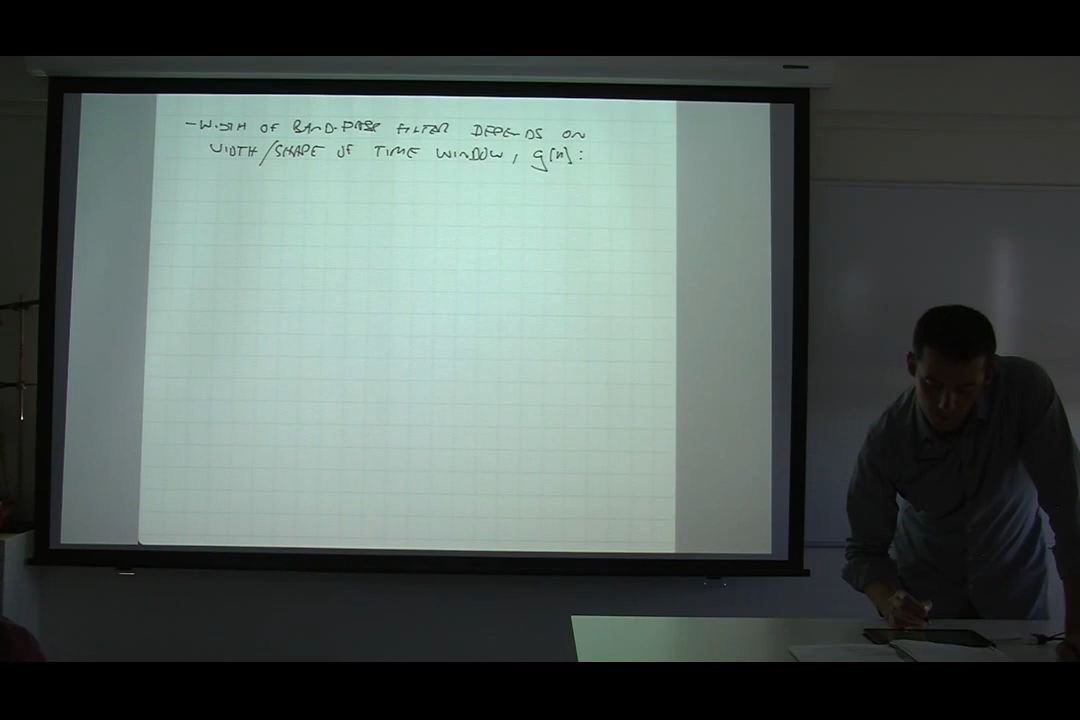 - WIDTH OF BAND-PASS FILTER DEPENDS ON
WIDTH/SHAPE OF TIME WINDOW, g[n]: